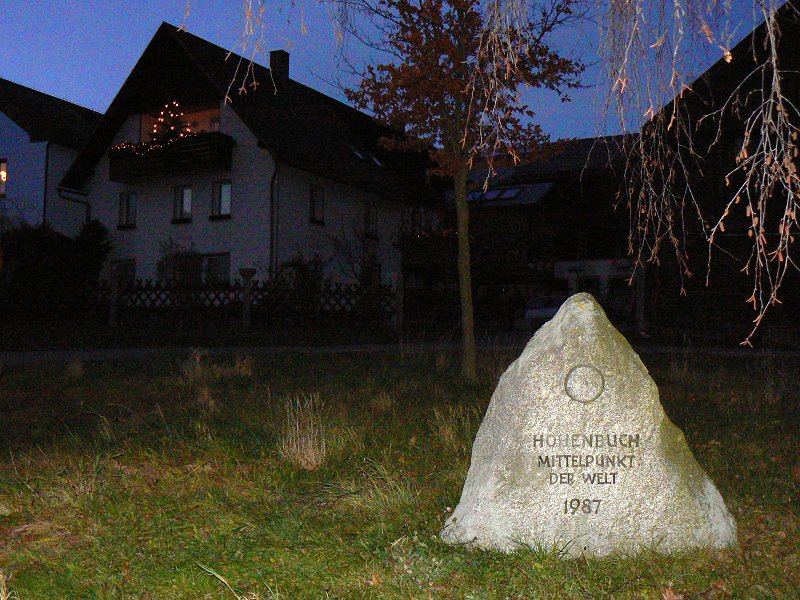 HOHENBUCH
MITTELPUNKT
DER WELT
1987